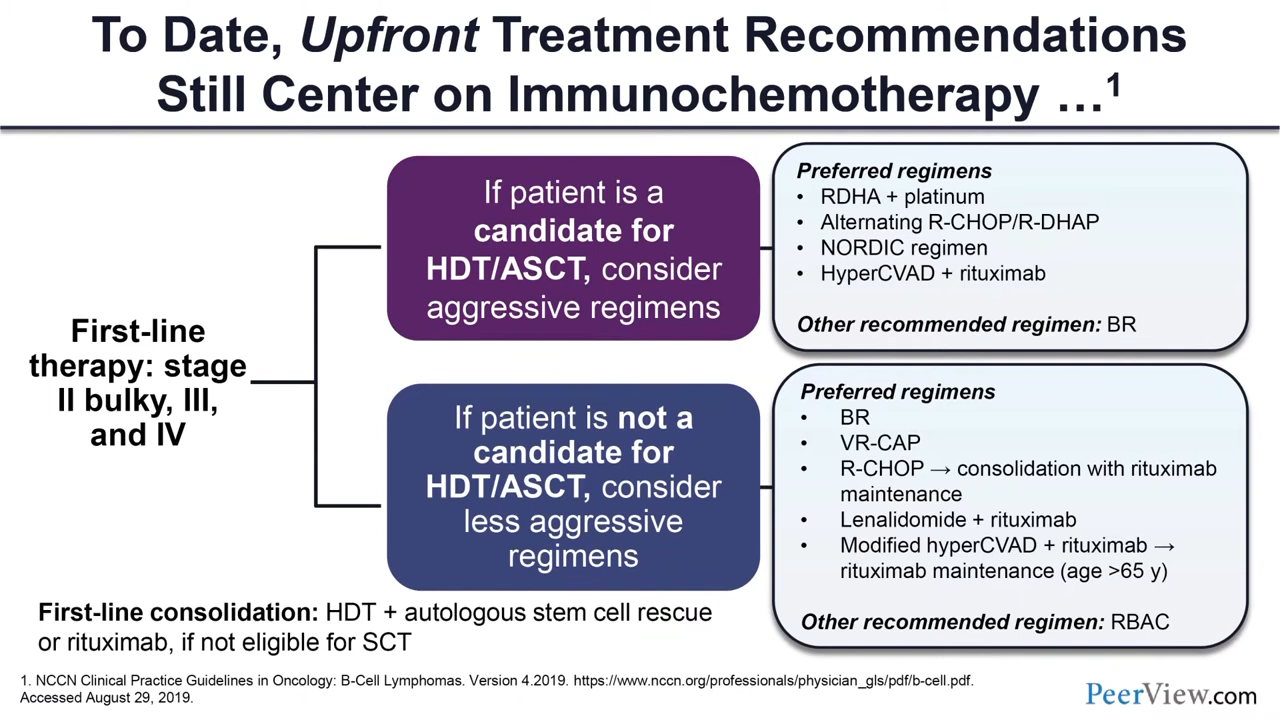 To Date, Upfront Treatment Recommendations
Still Center on Immunochemotherapy …1
First-line
therapy: stage
II bulky, III,
and IV
If patient is a
candidate for
HDT/ASCT, consider
aggressive regimens
Preferred regimens
• RDHA + platinum
• Alternating R-CHOP/R-DHAP
• NORDIC regimen
• HyperCVAD + rituximab
Other recommended regimen: BR
If patient is not a
candidate for
HDT/ASCT, consider
less aggressive
regimens
Preferred regimens
• BR
• VR-CAP
• R-CHOP → consolidation with rituximab
maintenance
• Lenalidomide + rituximab
• Modified hyperCVAD + rituximab →
rituximab maintenance (age >65 y)
Other recommended regimen: RBAC
First-line consolidation: HDT + autologous stem cell rescue
or rituximab, if not eligible for SCT
1. NCCN Clinical Practice Guidelines in Oncology: B-Cell Lymphomas. Version 4.2019. https://www.nccn.org/professionals/physician_gls/pdf/b-cell.pdf.
Accessed August 29, 2019.
PeerView.com